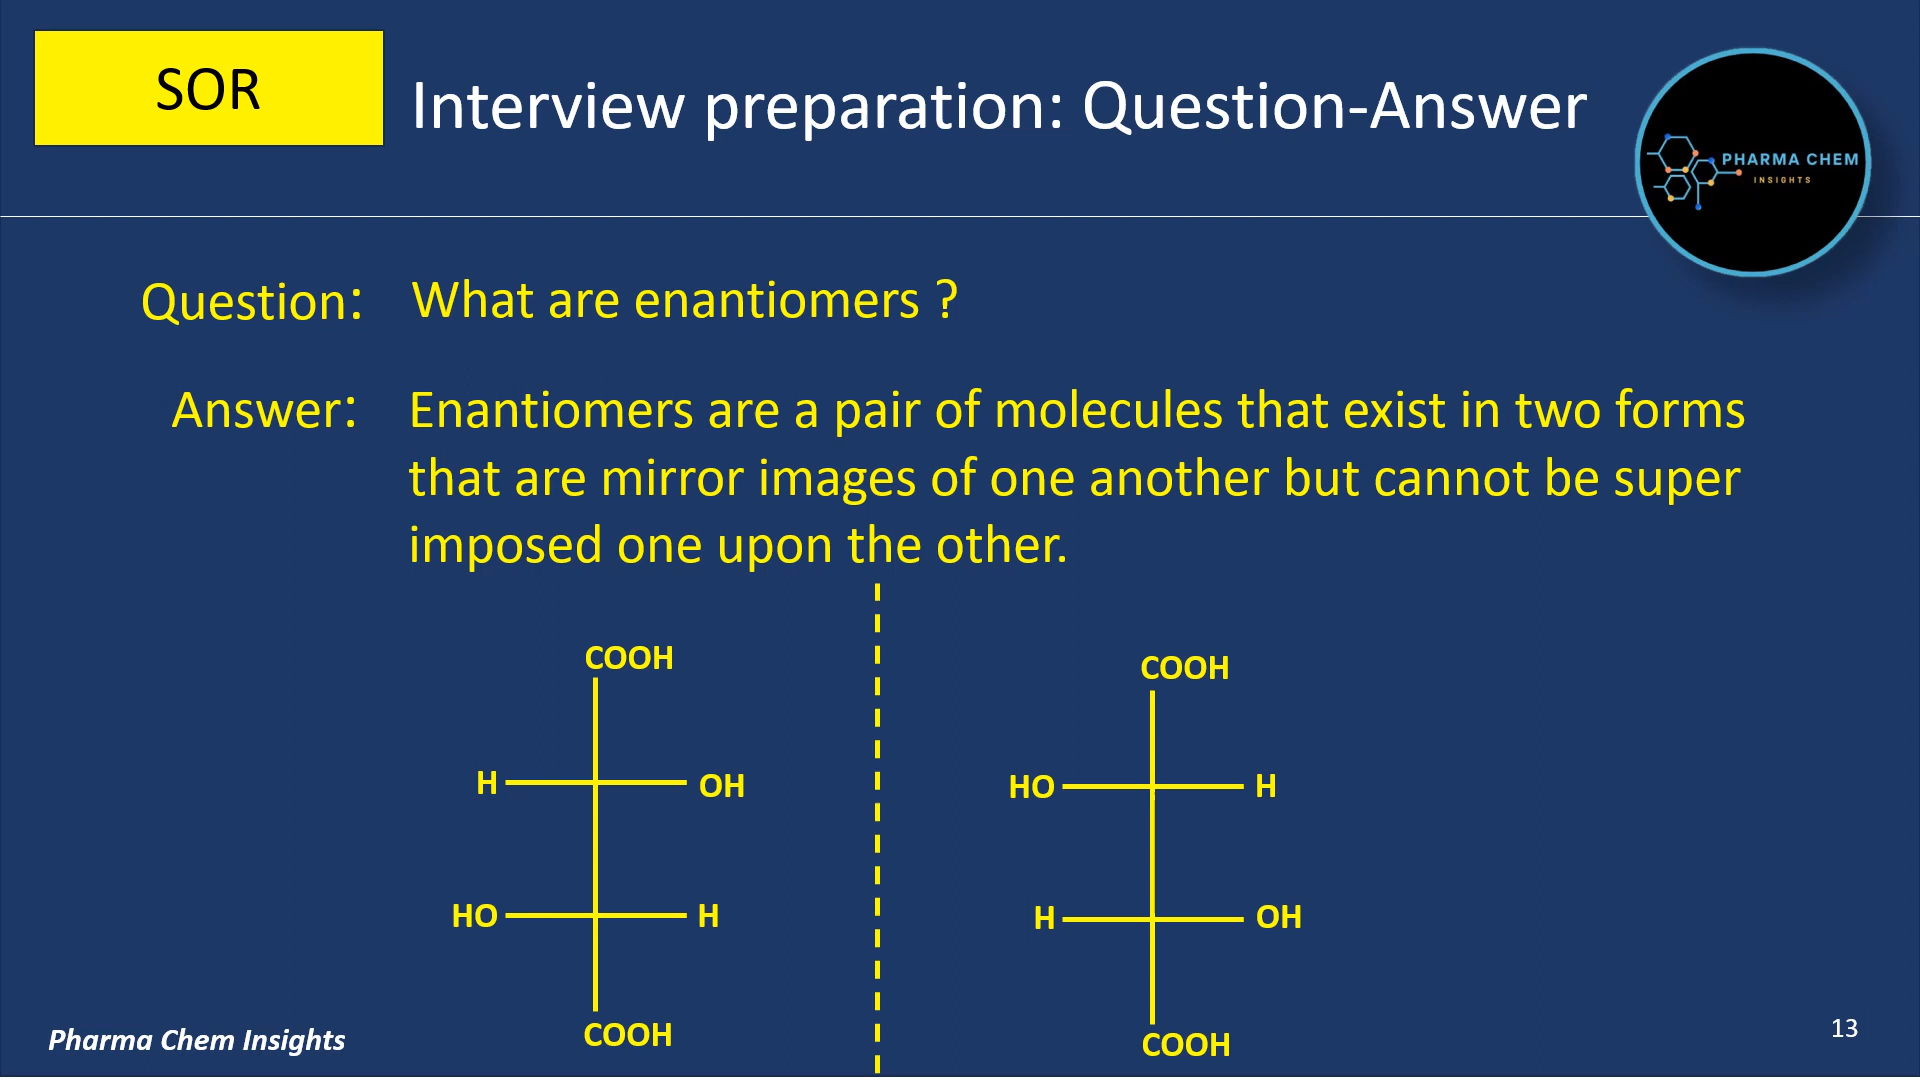 SOR
Interview preparation: Question-Answer
PHARMA CHEM
INSIGHTS
Question: What are enantiomers ?
Answer: Enantiomers are a pair of molecules that exist in two forms
that are mirror images of one another but cannot be super
imposed one upon the other.
COOH COOH
H OH HO H
HO H H OH
COOH COOH
Pharma Chem Insights
13